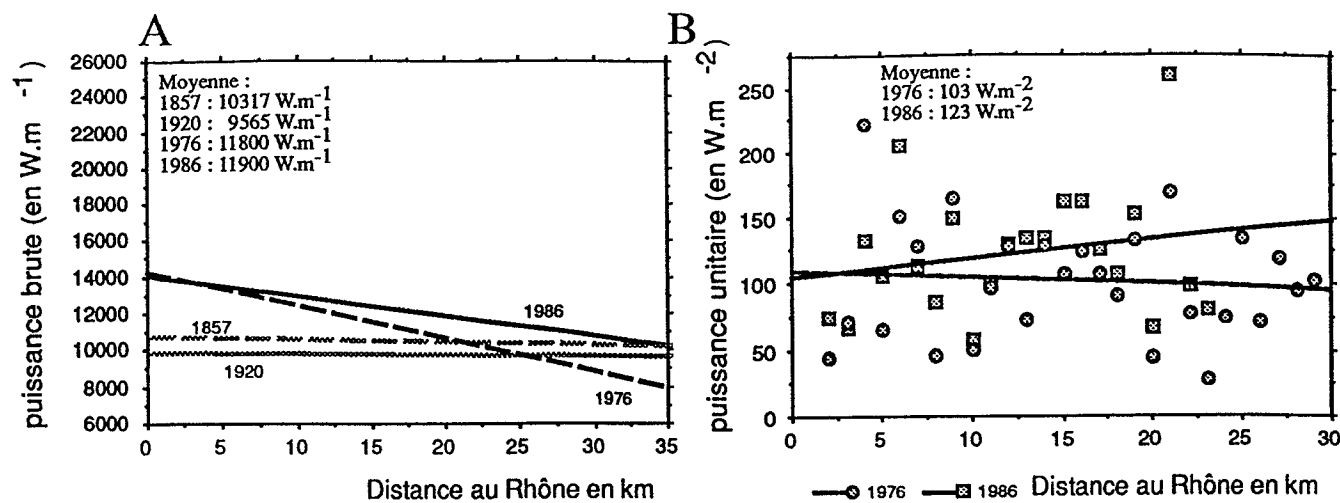 A
puissance brute (en W.m -1)
26000
24000
22000
20000
18000
16000
14000
12000
10000
8000
6000
Moyenne :
1857 : 10317 W.m-1
1920 : 9565 W.m-1
1976 : 11800 W.m-1
1986 : 11900 W.m-1
1986
1857
1920
1976
0 5 10 15 20 25 30 35
Distance au Rhône en km
B
puissance unitaire (en W.m -2)
250
200
150
100
50
0
Moyenne :
1976 : 103 W.m-2
1986 : 123 W.m-2
0 5 10 15 20 25 30
1976 1986 Distance au Rhône en km